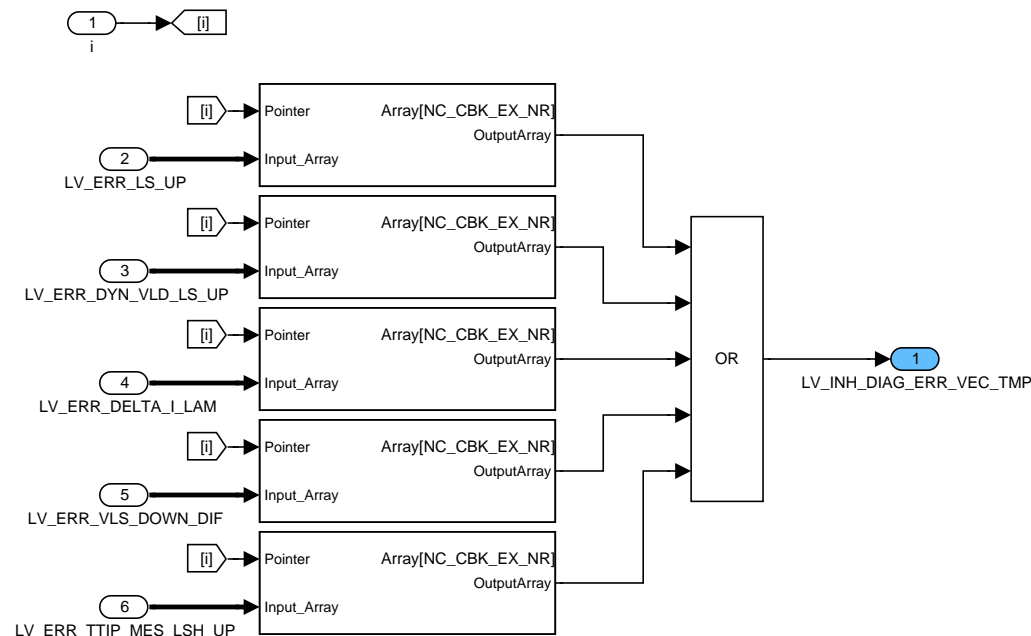 1
[i]
i
[i]
Pointer
Array[NC_CBK_EX_NR]
OutputArray
2
Input_Array
LV_ERR_LS_UP
[i]
Pointer
Array[NC_CBK_EX_NR]
OutputArray
3
Input_Array
LV_ERR_DYN_VLD_LS_UP
[i]
Pointer
Array[NC_CBK_EX_NR]
OutputArray
OR
1
4
Input_Array
LV_INH_DIAG_ERR_VEC_TMP
LV_ERR_DELTA_I_LAM
[i]
Pointer
Array[NC_CBK_EX_NR]
OutputArray
5
Input_Array
LV_ERR_VLS_DOWN_DIF
[i]
Pointer
Array[NC_CBK_EX_NR]
OutputArray
6
Input_Array
LV_ERR_TTIP_MES_LSH_UP